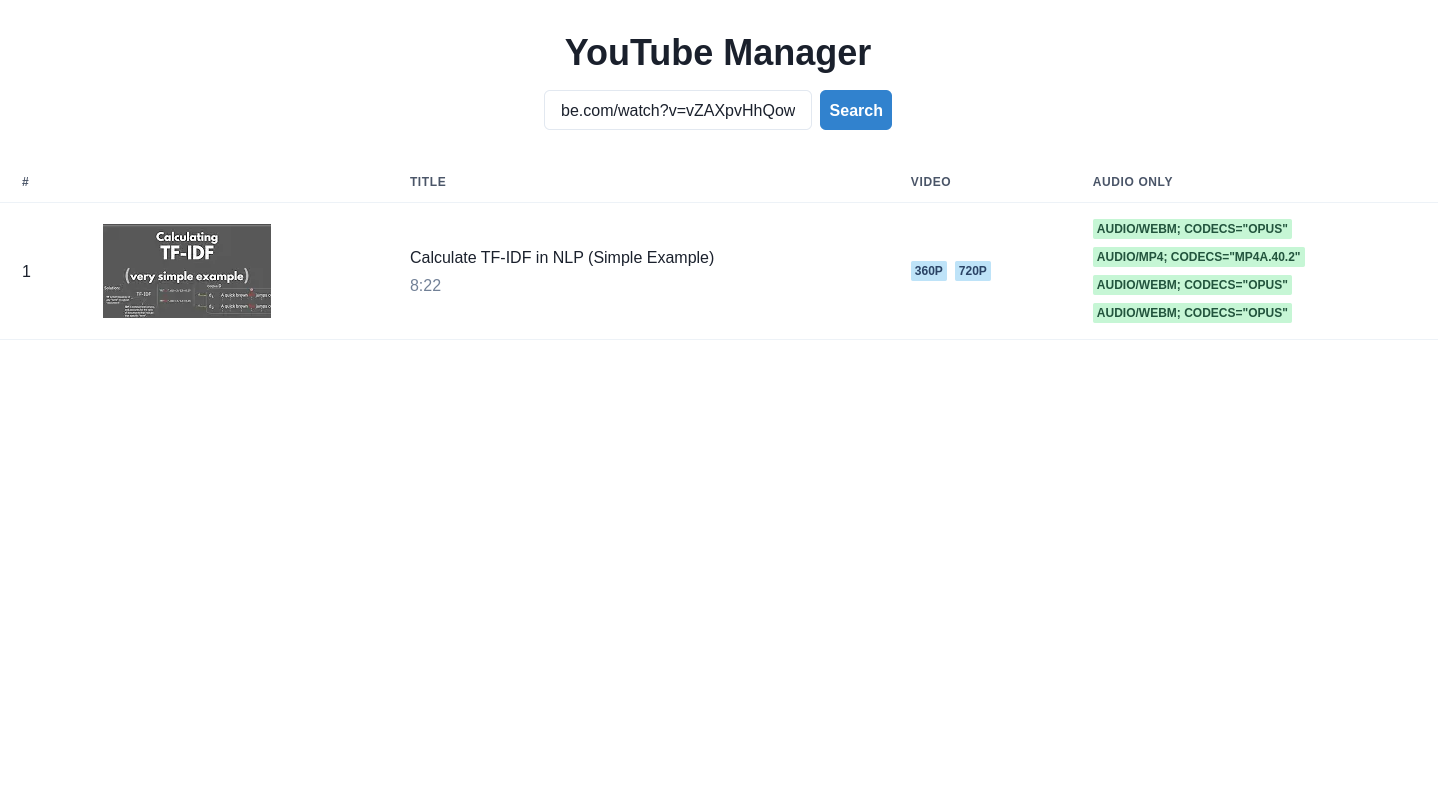 YouTube Manager
be.com/watch?v=vZAXpvHhQow
Search
#
TITLE
VIDEO
AUDIO ONLY
1
Calculating
TF-IDF
(very simple example)
Solution:
TF-IDF
A quick brown
jumps
A quick brown
jumps
Calculate TF-IDF in NLP (Simple Example)
8:22
360P
720P
AUDIO/WEBM; CODECS="OPUS"
AUDIO/MP4; CODECS="MP4A.40.2"
AUDIO/WEBM; CODECS="OPUS"
AUDIO/WEBM; CODECS="OPUS"